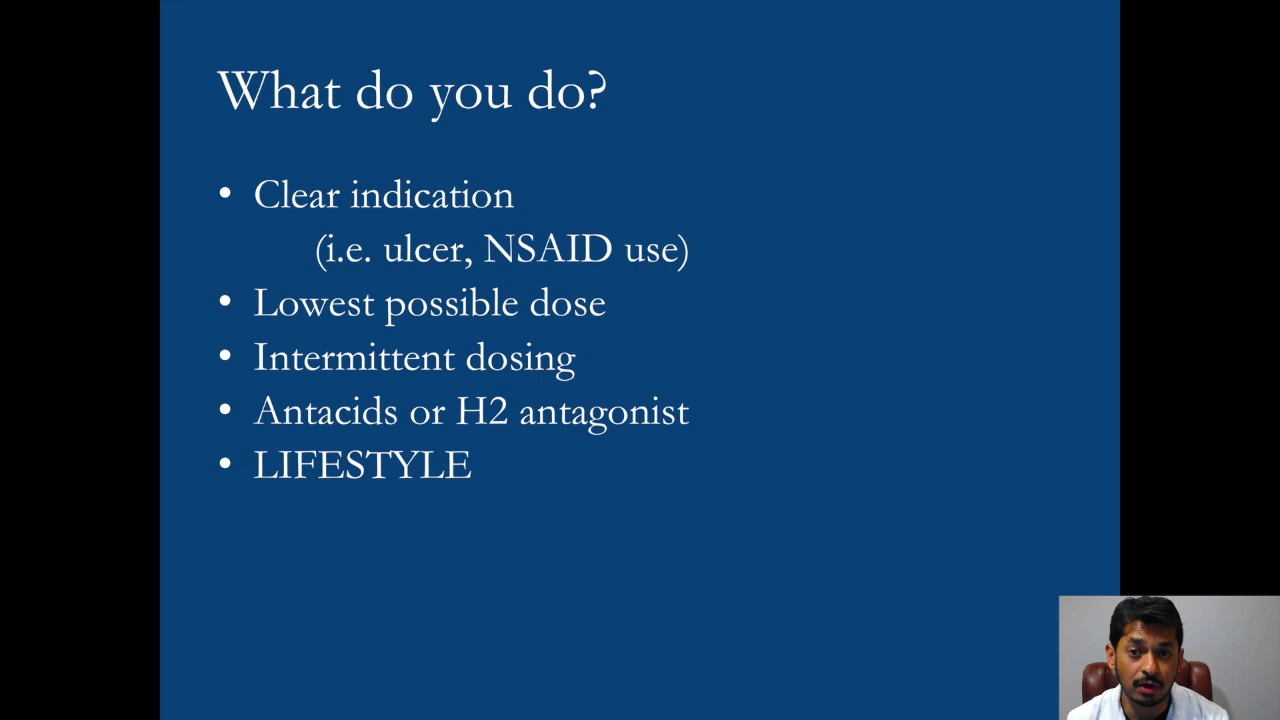 What do you do?
• Clear indication
(i.e. ulcer, NSAID use)
• Lowest possible dose
• Intermittent dosing
• Antacids or H2 antagonist
• LIFESTYLE